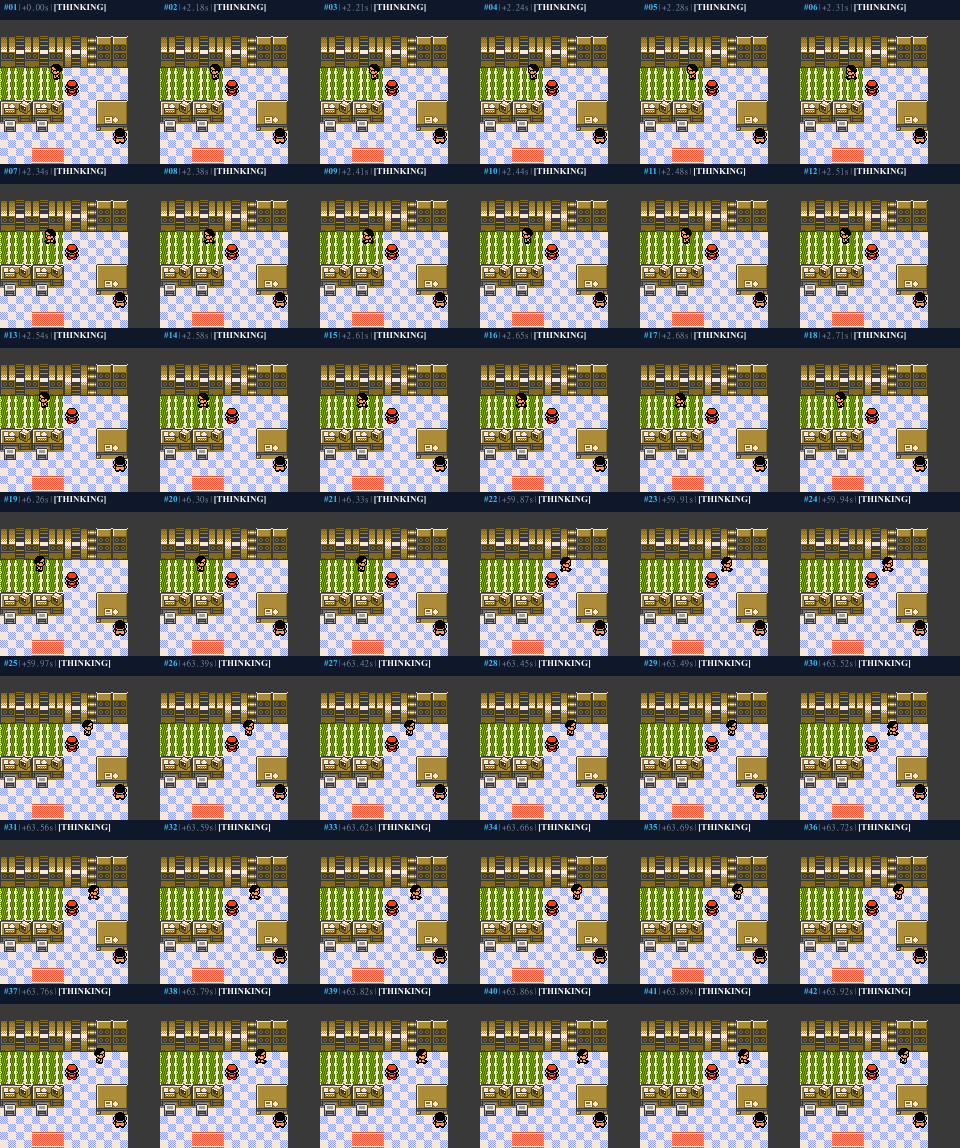 #01|+0.00s|[THINKING] #02|+2.18s|[THINKING] #03|+2.21s|[THINKING] #04|+2.24s|[THINKING] #05|+2.28s|[THINKING] #06|+2.31s|[THINKING]
#07|+2.34s|[THINKING] #08|+2.38s|[THINKING] #09|+2.41s|[THINKING] #10|+2.44s|[THINKING] #11|+2.48s|[THINKING] #12|+2.51s|[THINKING]
#13|+2.54s|[THINKING] #14|+2.58s|[THINKING] #15|+2.61s|[THINKING] #16|+2.65s|[THINKING] #17|+2.68s|[THINKING] #18|+2.71s|[THINKING]
#19|+6.26s|[THINKING] #20|+6.30s|[THINKING] #21|+6.33s|[THINKING] #22|+59.87s|[THINKING] #23|+59.91s|[THINKING] #24|+59.94s|[THINKING]
#25|+59.97s|[THINKING] #26|+63.39s|[THINKING] #27|+63.42s|[THINKING] #28|+63.45s|[THINKING] #29|+63.49s|[THINKING] #30|+63.52s|[THINKING]
#31|+63.56s|[THINKING] #32|+63.59s|[THINKING] #33|+63.62s|[THINKING] #34|+63.66s|[THINKING] #35|+63.69s|[THINKING] #36|+63.72s|[THINKING]
#37|+63.76s|[THINKING] #38|+63.79s|[THINKING] #39|+63.82s|[THINKING] #40|+63.86s|[THINKING] #41|+63.89s|[THINKING] #42|+63.92s|[THINKING]